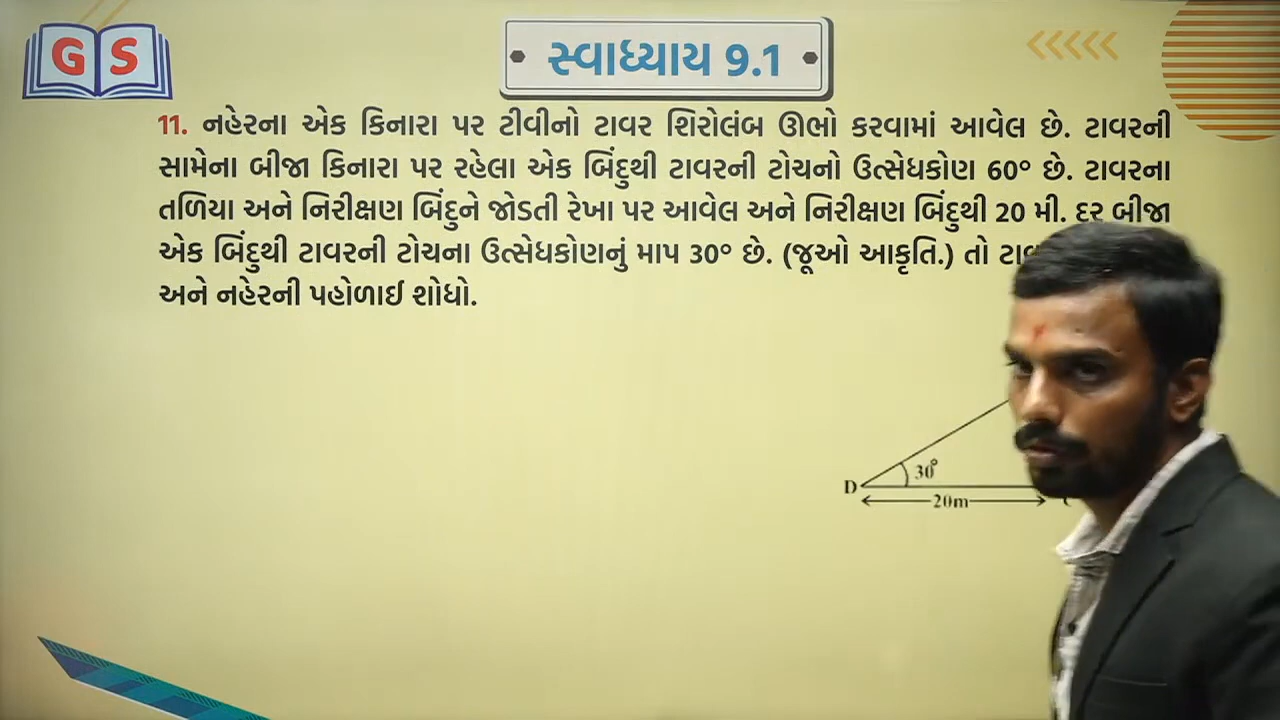 GS
સ્વાધ્યાય 9.1
11. નહેરના એક કિનારા પર ટીવીનો ટાવર શિરોલંબ ઊભો કરવામાં આવેલ છે. ટાવરની
સામેના બીજા કિનારા પર રહેલા એક બિંદુથી ટાવરની ટોચનો ઉત્સેધકોણ 60° છે. ટાવરના
તળિયા અને નિરીક્ષણ બિંદુને જોડતી રેખા પર આવેલ અને નિરીક્ષણ બિંદુથી 20 મી. દૂર બીજા
એક બિંદુથી ટાવરની ટોચના ઉત્સેધકોણનું માપ 30° છે. (જૂઓ આકૃતિ.) તો
અને નહેરની પહોળાઈ શોધો.
30°
D
20m